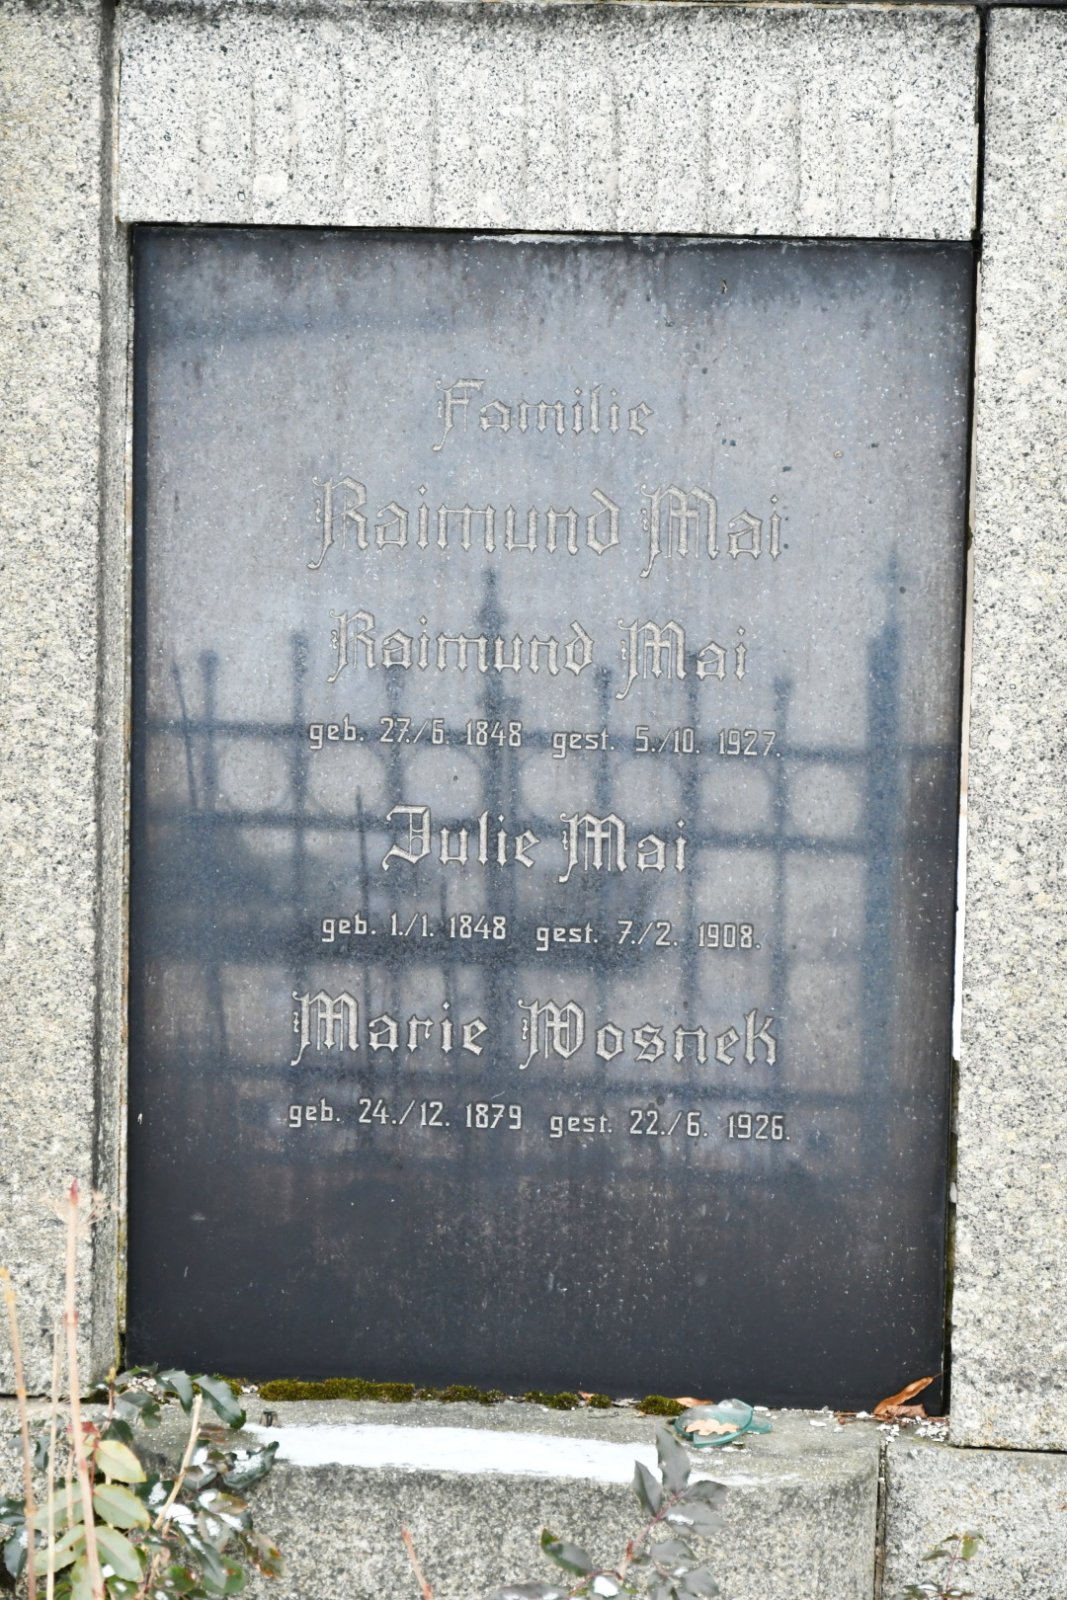 Familie
Raimund Mai
Raimund Mai
geb. 27./6. 1848 gest. 5./10. 1927.
Julie Mai
geb. 1./1. 1848 gest. 7./2. 1908.
Marie Wosnek
geb. 24./12. 1879 gest. 22./6. 1926.